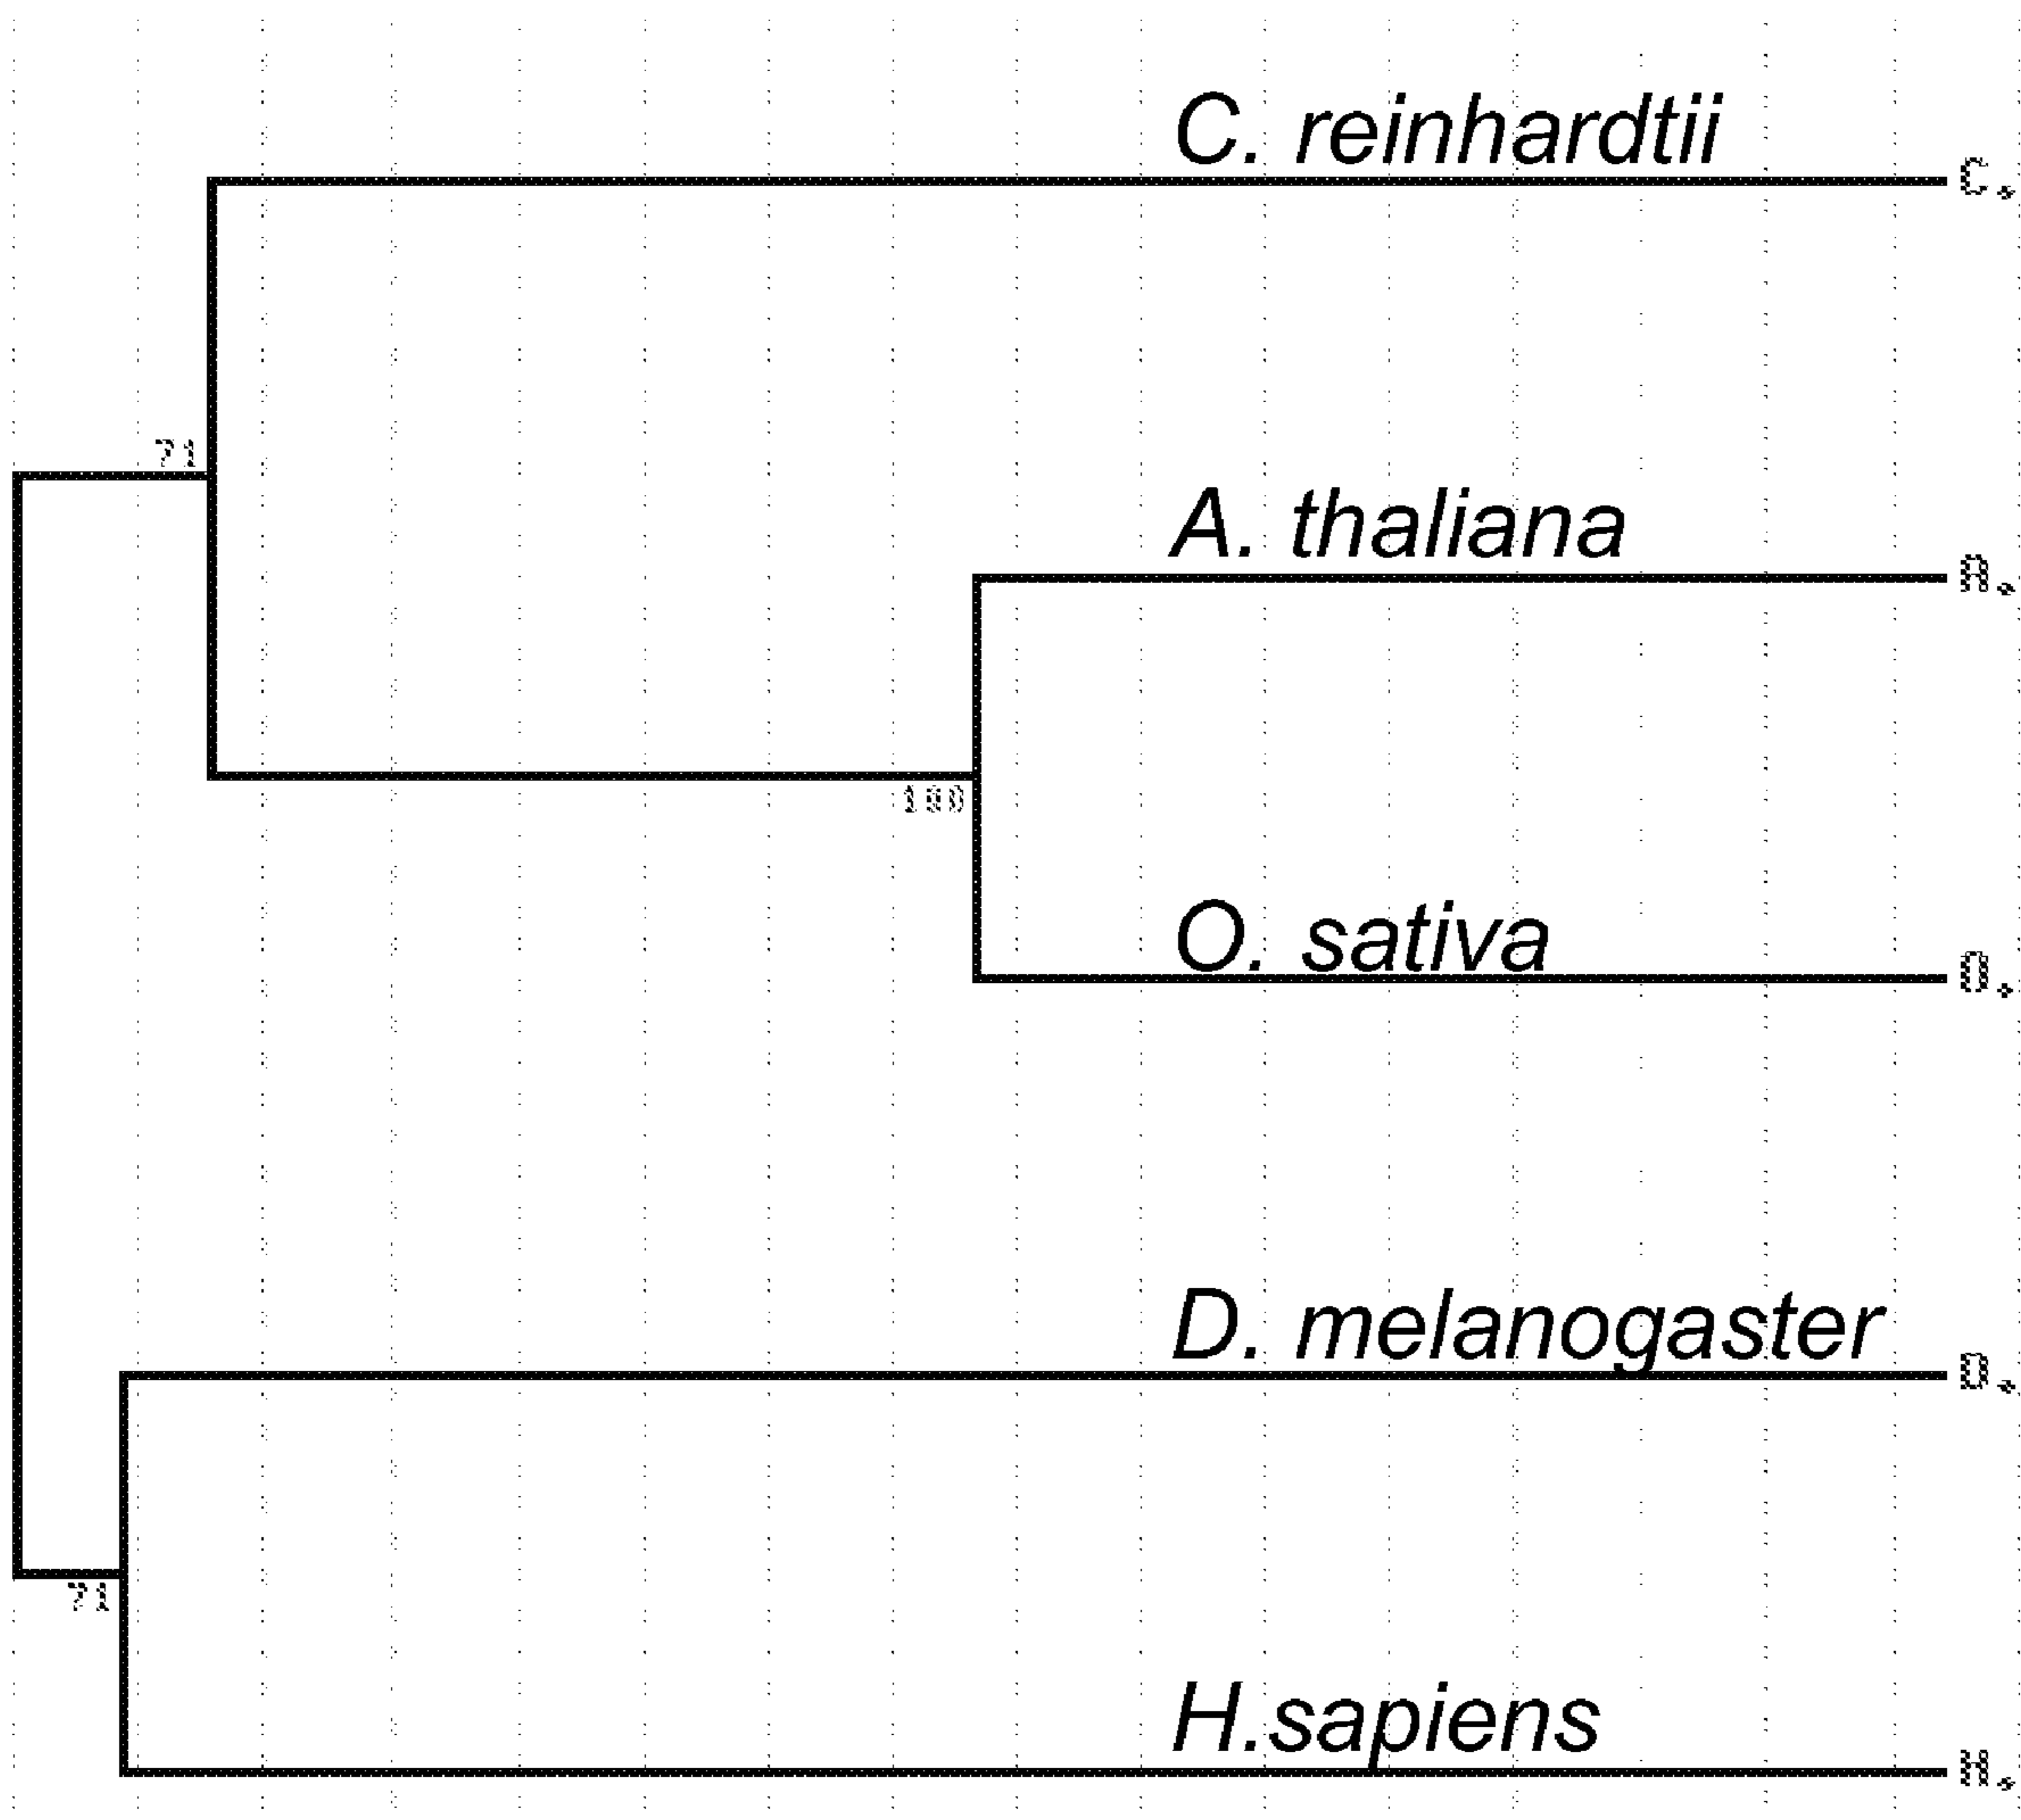 C. reinhardtii
C.
71
A. thaliana
A.
100
O. sativa
O.
D. melanogaster
D.
71
H.sapiens
H.